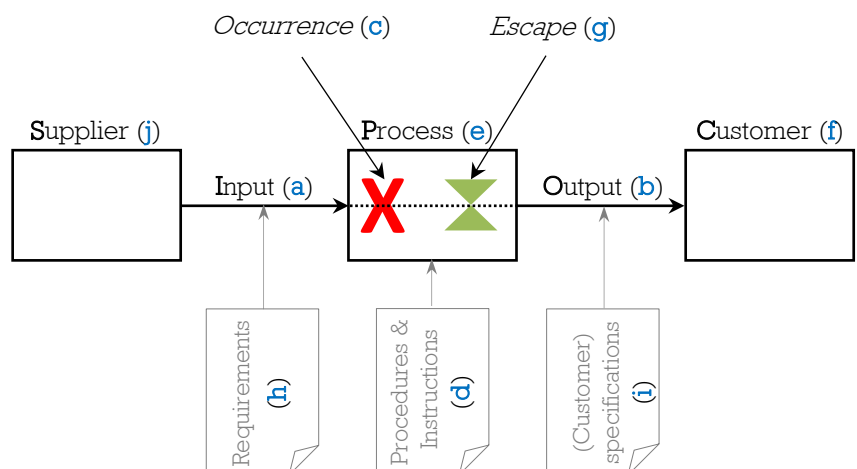 Occurrence (c)
Escape (g)
Supplier (j)
Process (e)
Customer (f)
Input (a)
X
Output (b)
Requirements
(h)
Procedures &
Instructions
(d)
(Customer)
specifications
(i)